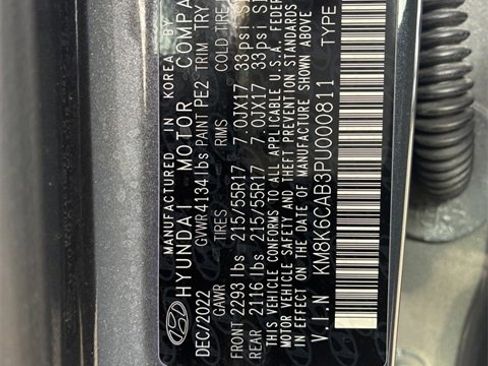 MANUFACTURED IN KOREA BY
HYUNDAI MOTOR COMPA
DEC/2022 GVWR 4134 lbs PAINT PE2 TRIM TRY
GAWR RIMS COLD TIRE
FRONT 2293 lbs 215/55R17 7.0JX17 33psi
REAR 2116 lbs 215/55R17 7.0JX17 33psi
THIS VEHICLE CONFORMS TO ALL APPLICABLE U.S.A. FEDER
MOTOR VEHICLE SAFETY AND THEFT PREVENTION STANDARDS
IN EFFECT ON DATE OF MANUFACTURE SHOWN ABOVE
V.I.N KM8K6CAB3PU000811 TYPE